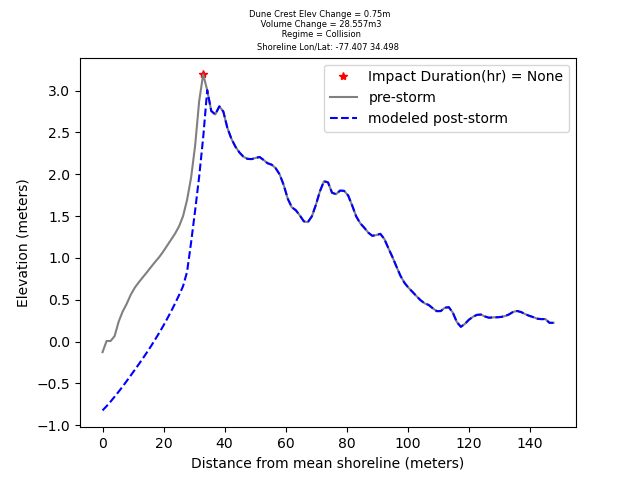 Dune Crest Elev Change = 0.75m
Volume Change = 28.557m3
Regime = Collision
Shoreline Lon/Lat: -77.407 34.498
Impact Duration(hr) = None
pre-storm
modeled post-storm
3.0
2.5
2.0
1.5
1.0
0.5
0.0
−0.5
−1.0
Elevation (meters)
0 20 40 60 80 100 120 140
Distance from mean shoreline (meters)